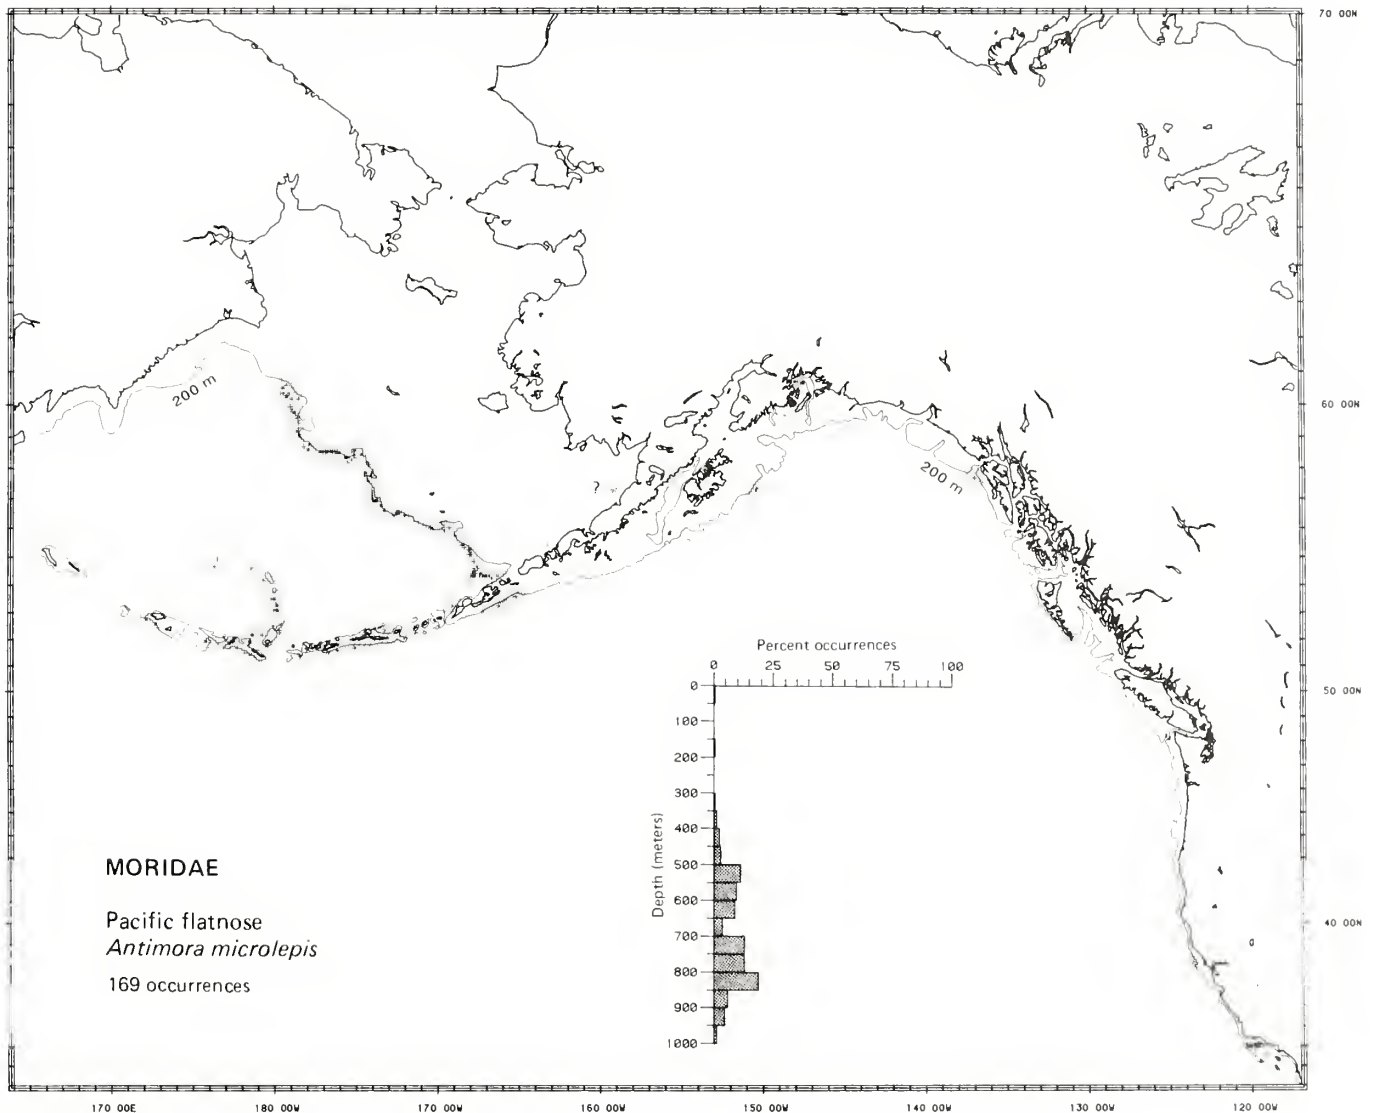 70 00N
200 m
60 00N
200 m
?
Percent occurrences
0 25 50 75 100
50 00N
0
100
200
300
400
500
600
700
800
900
1000
Depth (meters)
MORIDAE
Pacific flatnose
Antimora microlepis
169 occurrences
40 00N
170 00E 180 00W 170 00W 160 00W 150 00W 140 00W 130 00W 120 00W